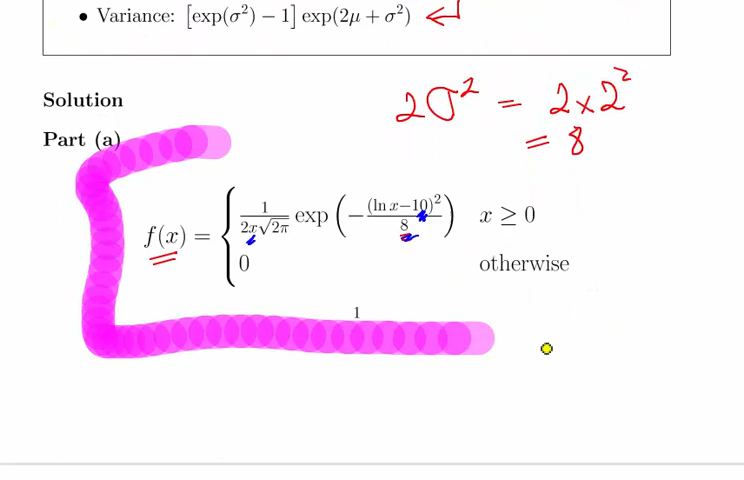 • Variance: [exp(σ²) − 1] exp(2μ + σ²)
Solution
2σ² = 2×2²
= 8
Part (a)
f(x) = { 1/(2x√2π) exp(−(ln x−10)²/8) x ≥ 0
0 otherwise
1